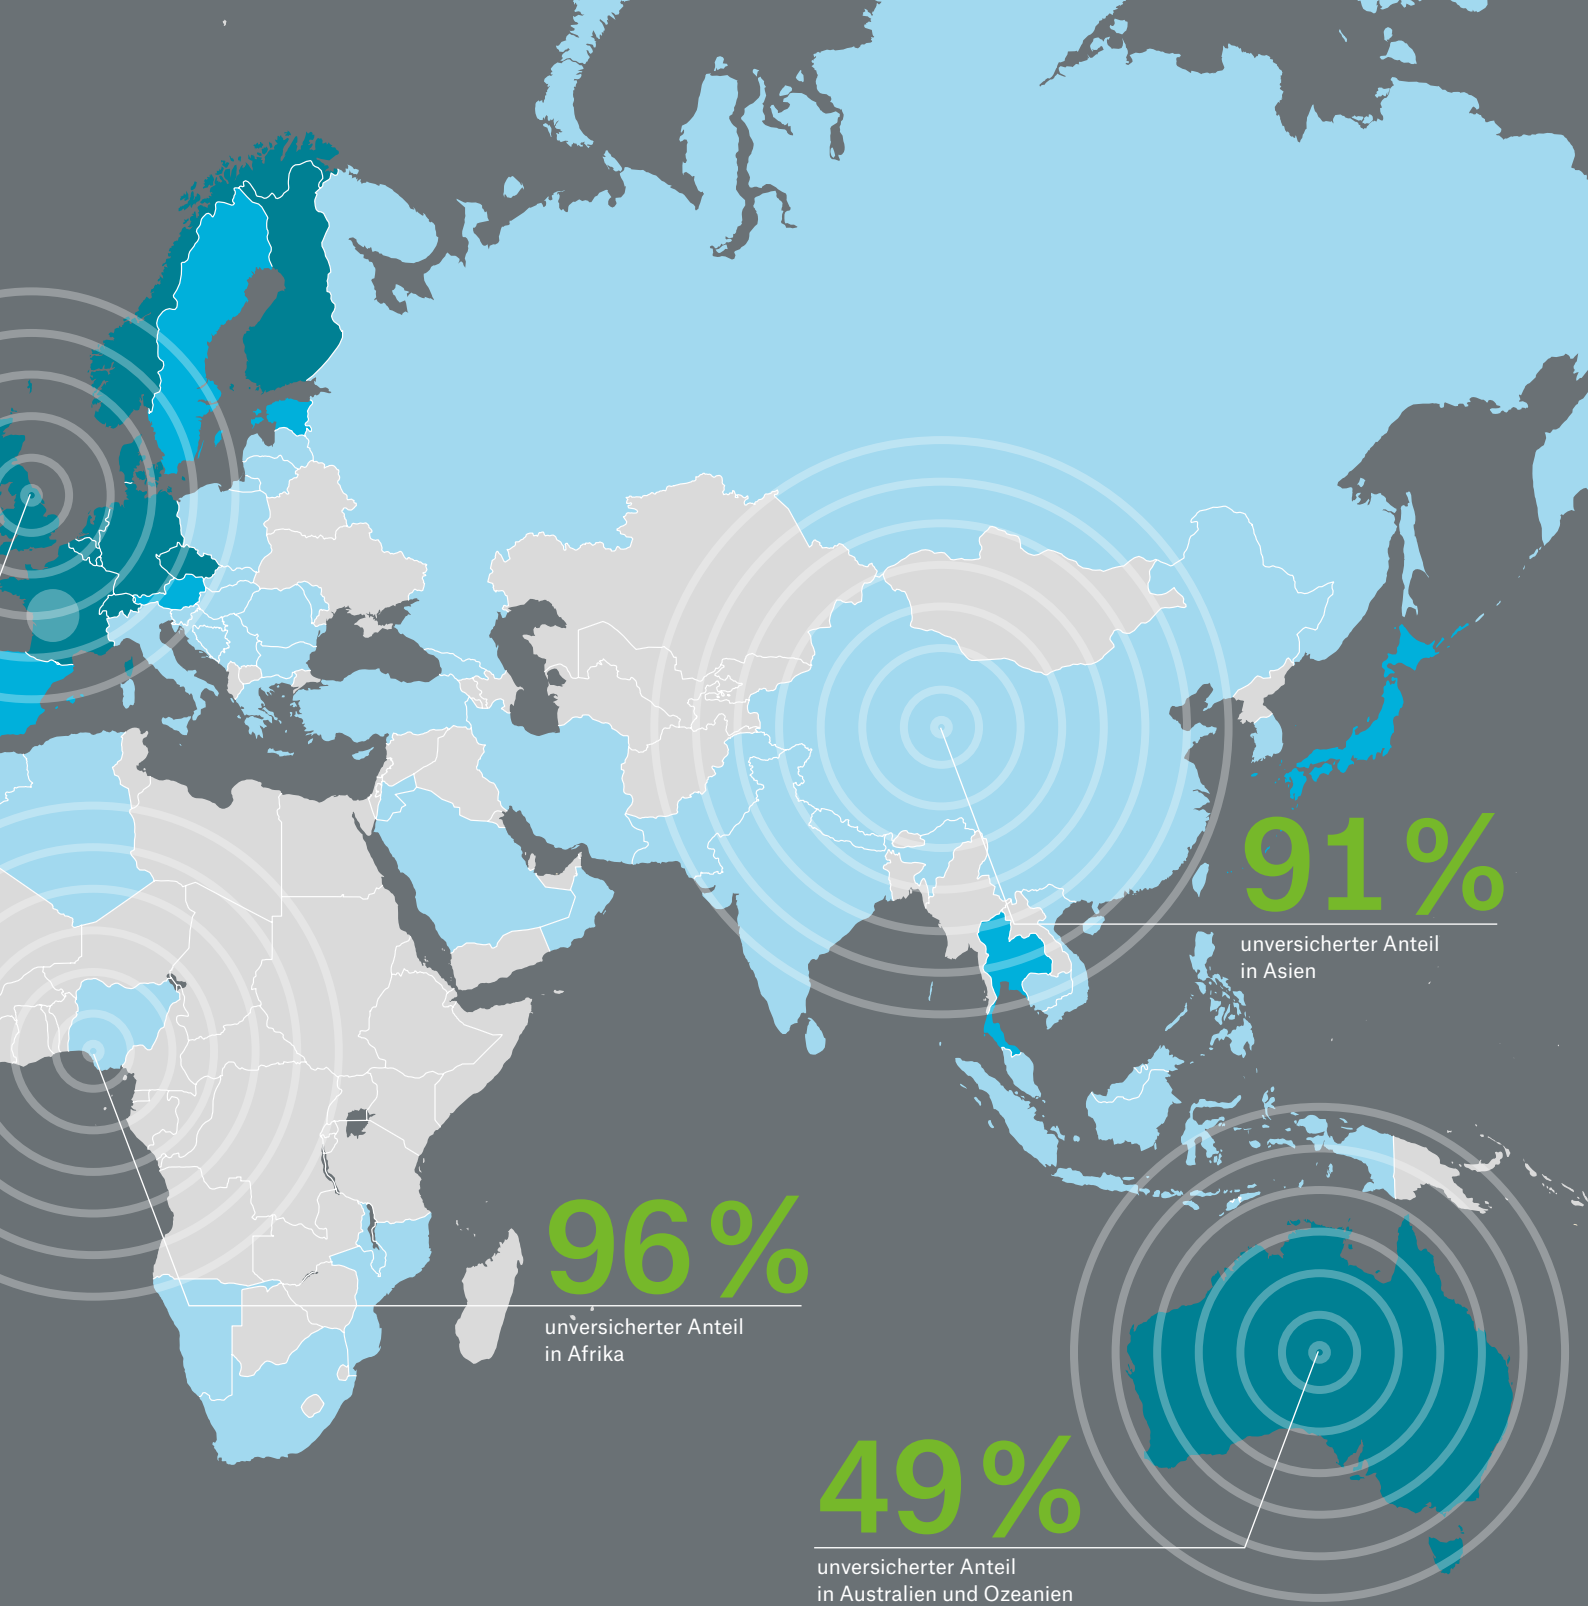 91 %
unversicherter Anteil
in Asien
96 %
unversicherter Anteil
in Afrika
49 %
unversicherter Anteil
in Australien und Ozeanien